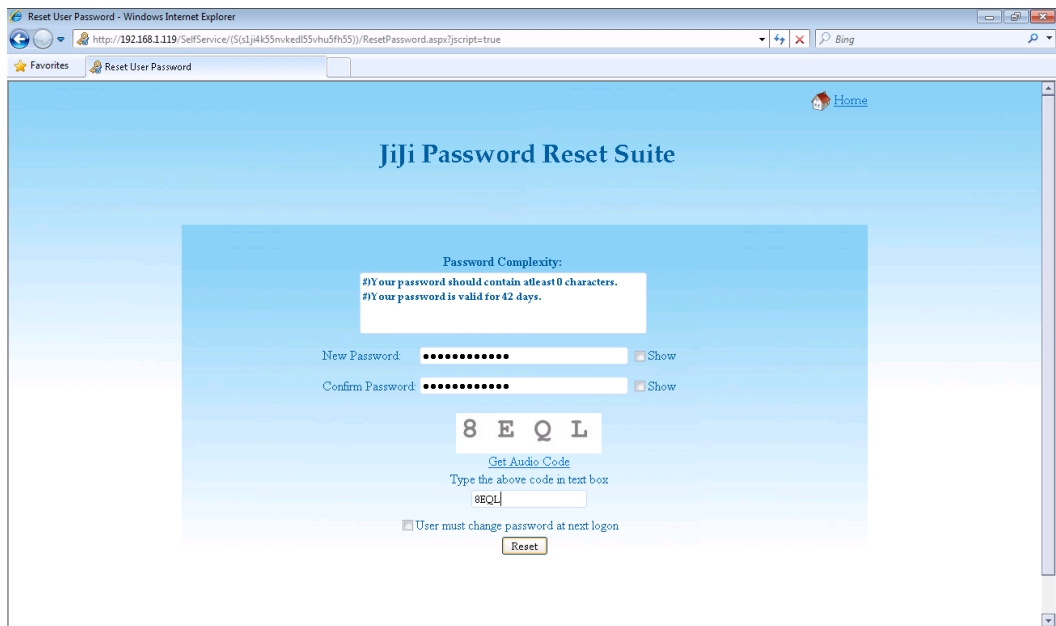 Reset User Password - Windows Internet Explorer
http://192.168.1.119/SelfService/(S(s1ji4k55nvkedl55vhu5fh55))/ResetPassword.aspx?jscript=true
Bing
Favorites
Reset User Password
Home
JiJi Password Reset Suite
Password Complexity:
#)Your password should contain atleast 0 characters.
#)Your password is valid for 42 days.
New Password: ●●●●●●●●●●●● Show
Confirm Password: ●●●●●●●●●●●● Show
8 E Q L
Get Audio Code
Type the above code in text box
8EQL
User must change password at next logon
Reset